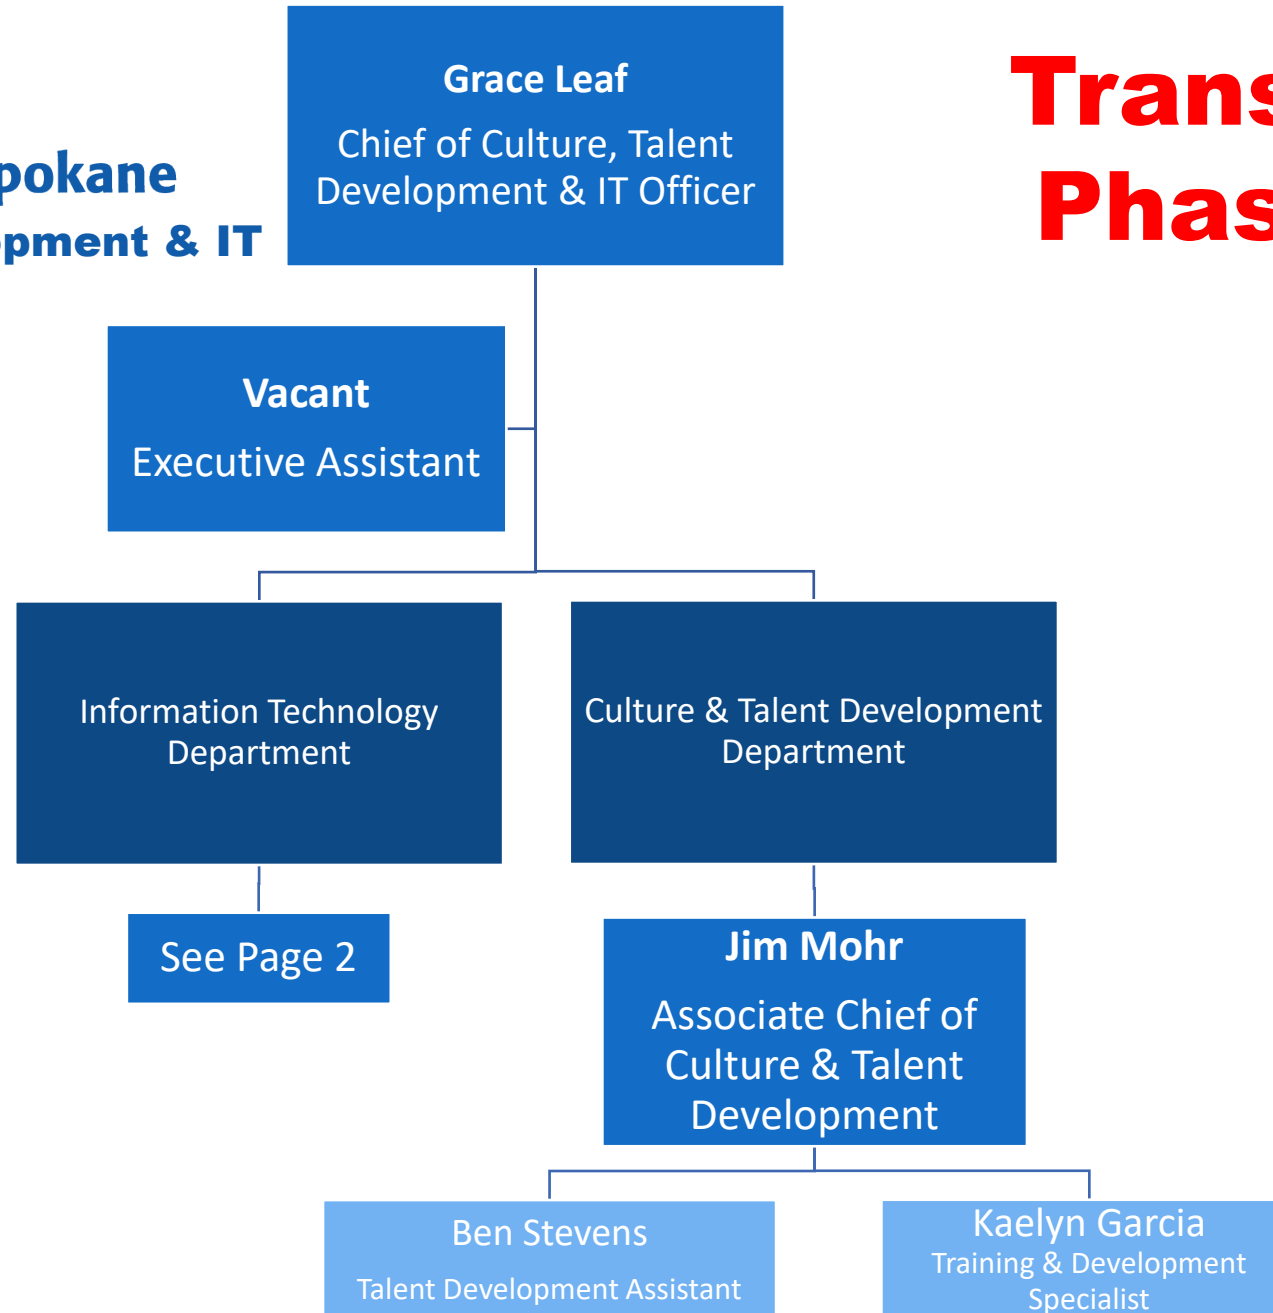 Grace Leaf
Chief of Culture, Talent
Development & IT Officer
pokane
opment & IT
Trans
Phas
Vacant
Executive Assistant
Information Technology
Department
Culture & Talent Development
Department
See Page 2
Jim Mohr
Associate Chief of
Culture & Talent
Development
Ben Stevens
Talent Development Assistant
Kaelyn Garcia
Training & Development
Specialist